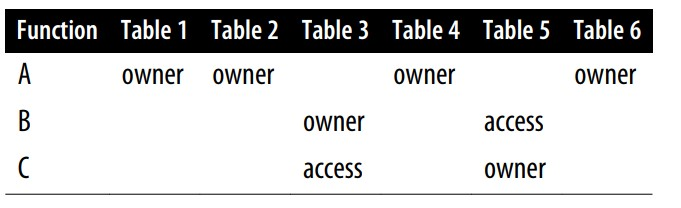 Function Table 1 Table 2 Table 3 Table 4 Table 5 Table 6
A owner owner owner owner
B owner access
C access owner